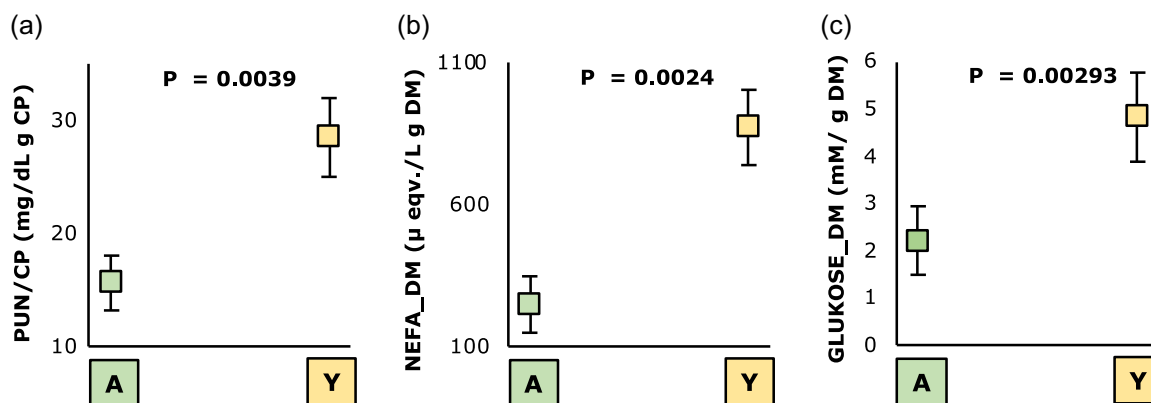 (a)
P = 0.0039
PUN/CP (mg/dL g CP)
30
20
10
A
Y
(b)
P = 0.0024
NEFA_DM (µ eqv./L g DM)
1100
600
100
A
Y
(c)
P = 0.00293
GLUKOSE_DM (mM/ g DM)
6
5
4
3
2
1
0
A
Y